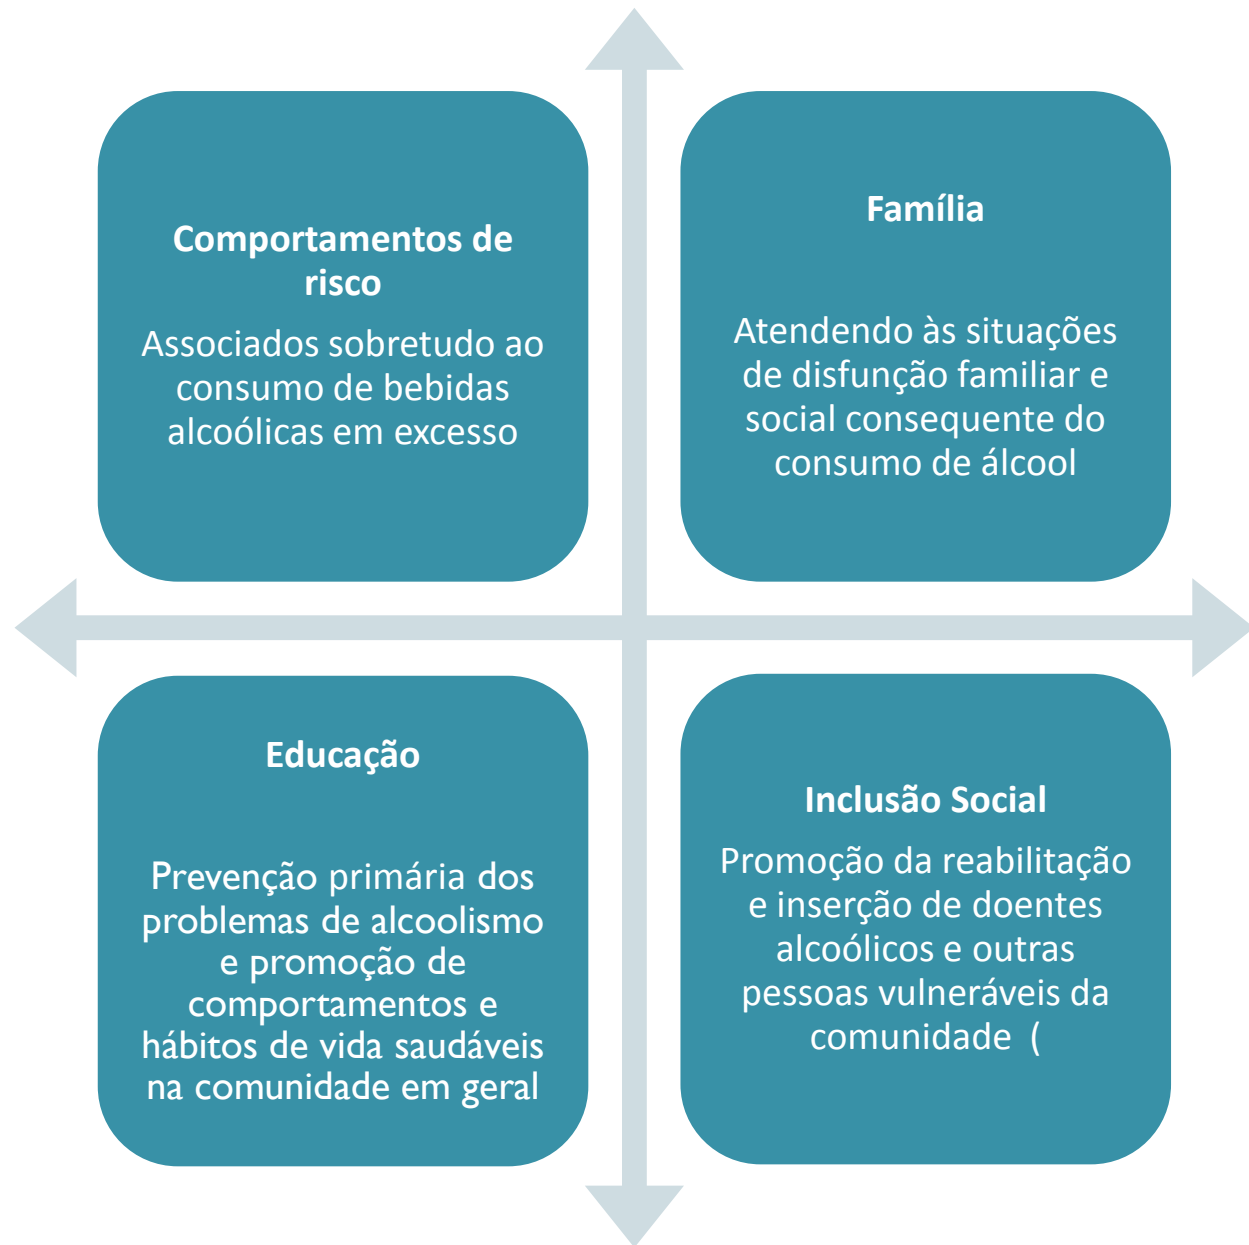 Comportamentos de
risco
Associados sobretudo ao
consumo de bebidas
alcoólicas em excesso
Família
Atendendo às situações
de disfunção familiar e
social consequente do
consumo de álcool
Educação
Prevenção primária dos
problemas de alcoolismo
e promoção de
comportamentos e
hábitos de vida saudáveis
na comunidade em geral
Inclusão Social
Promoção da reabilitação
e inserção de doentes
alcoólicos e outras
pessoas vulneráveis da
comunidade  (